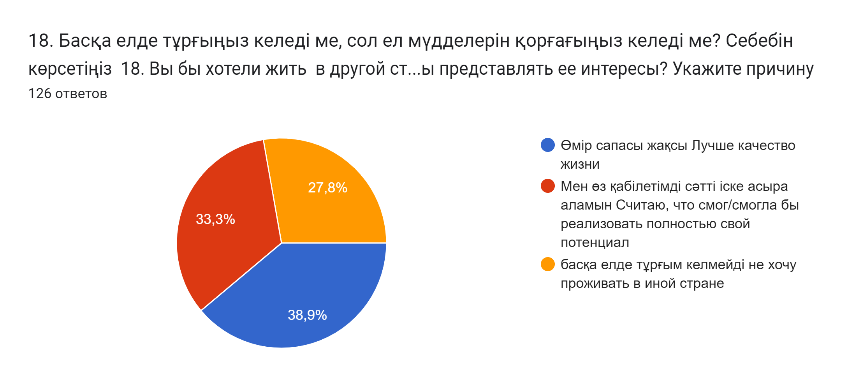 18. Басқа елде тұрғыңыз келеді ме, сол ел мүдделерін қорғағыңыз келеді ме? Себебін
көрсетіңіз 18. Вы бы хотели жить в другой ст...ы представлять ее интересы? Укажите причину
126 ответов
27,8%
33,3%
38,9%
Өмір сапасы жақсы Лучше качество
жизни
Мен өз қабілетімді сәтті іске асыра
аламын Считаю, что смог/смогла бы
реализовать полностью свой
потенциал
басқа елде тұрғым келмейді не хочу
проживать в иной стране